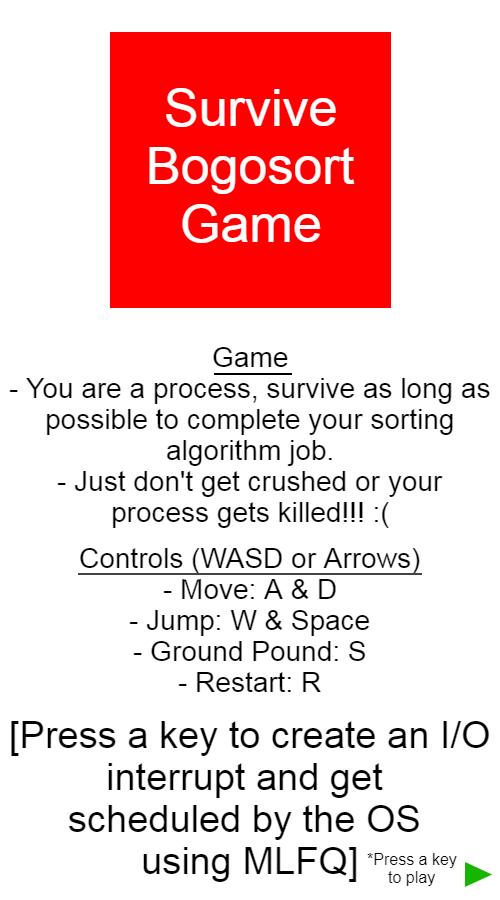 Survive
Bogosort
Game
Game
- You are a process, survive as long as
possible to complete your sorting
algorithm job.
- Just don't get crushed or your
process gets killed!!! :(
Controls (WASD or Arrows)
- Move: A & D
- Jump: W & Space
- Ground Pound: S
- Restart: R
[Press a key to create an I/O
interrupt and get
scheduled by the OS
using MLFQ]
*Press a key
to play